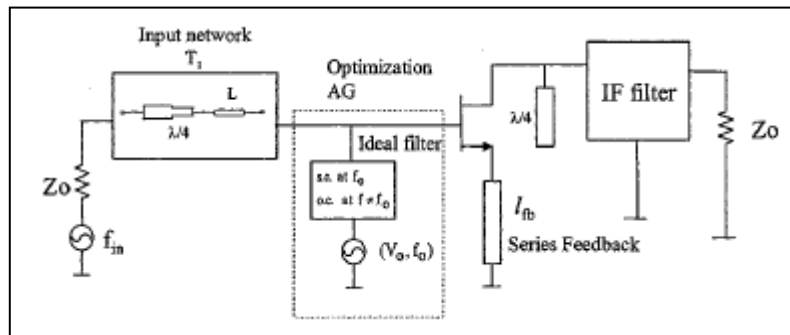 Input network
T₁
L
λ/4
Optimization
AG
Ideal filter
s.c. at f₀
o.c. at f ≠ f₀
Zo
f_in
(V₀, f₀)
λ/4
IF filter
Zo
l_fb
Series Feedback